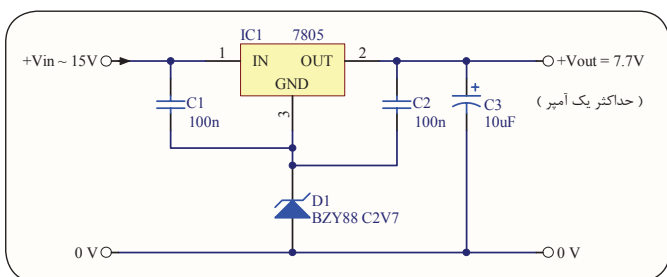 IC1 7805
+Vin ~ 15V
1
IN OUT
2
+Vout = 7.7V
GND
3
C1
100n
C2
100n
C3
10uF
+
( حداکثر یک آمپر )
D1
BZY88 C2V7
0 V
0 V